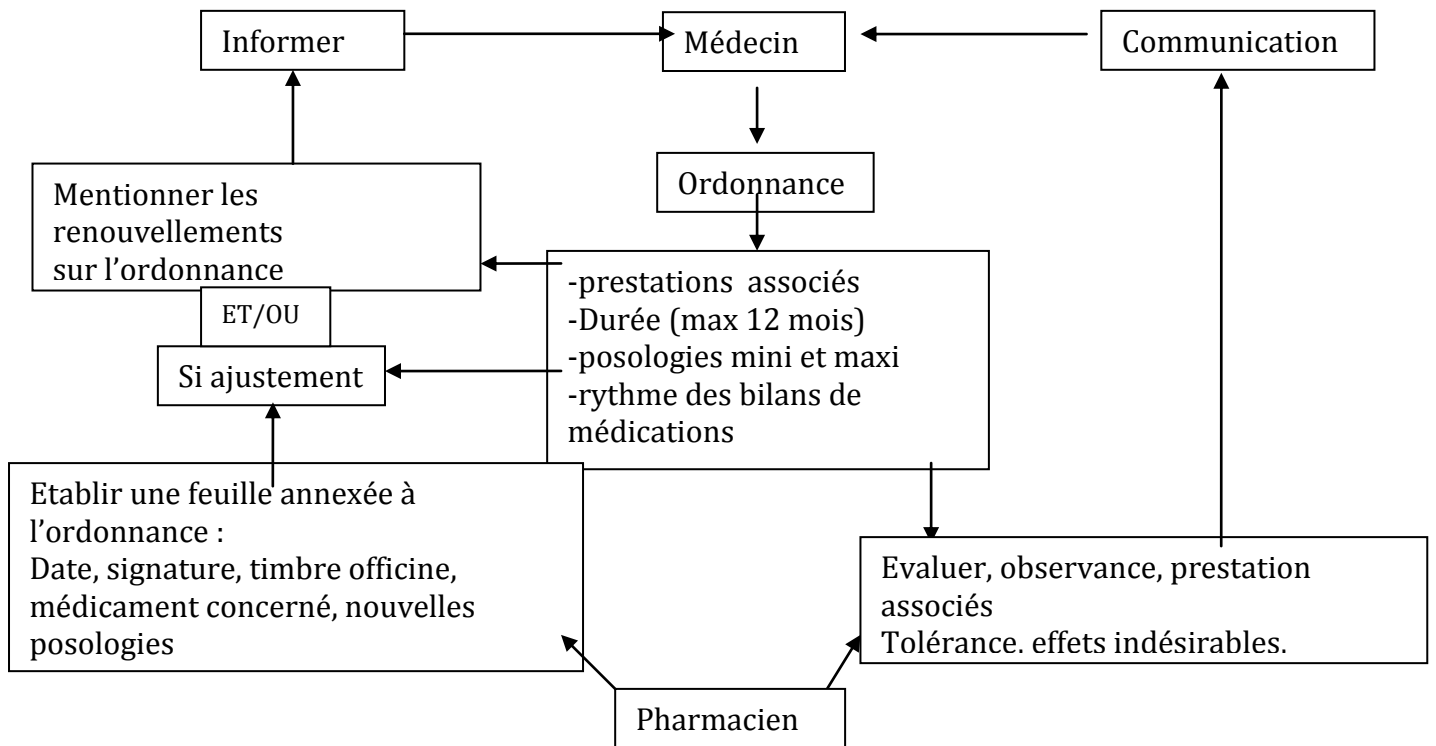 Informer
Médecin
Communication
Ordonnance
Mentionner les
renouvellements
sur l’ordonnance
ET/OU
Si ajustement
-prestations associés
-Durée (max 12 mois)
-posologies mini et maxi
-rythme des bilans de
médications
Etablir une feuille annexée à
l’ordonnance :
Date, signature, timbre officine,
médicament concerné, nouvelles
posologies
Evaluer, observance, prestation
associés
Tolérance. effets indésirables.
Pharmacien